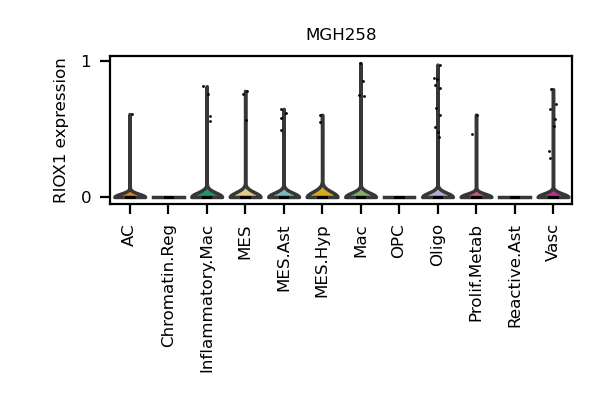 MGH258
RIOX1 expression
1
0
AC
Chromatin.Reg
Inflammatory.Mac
MES
MES.Ast
MES.Hyp
Mac
OPC
Oligo
Prolif.Metab
Reactive.Ast
Vasc